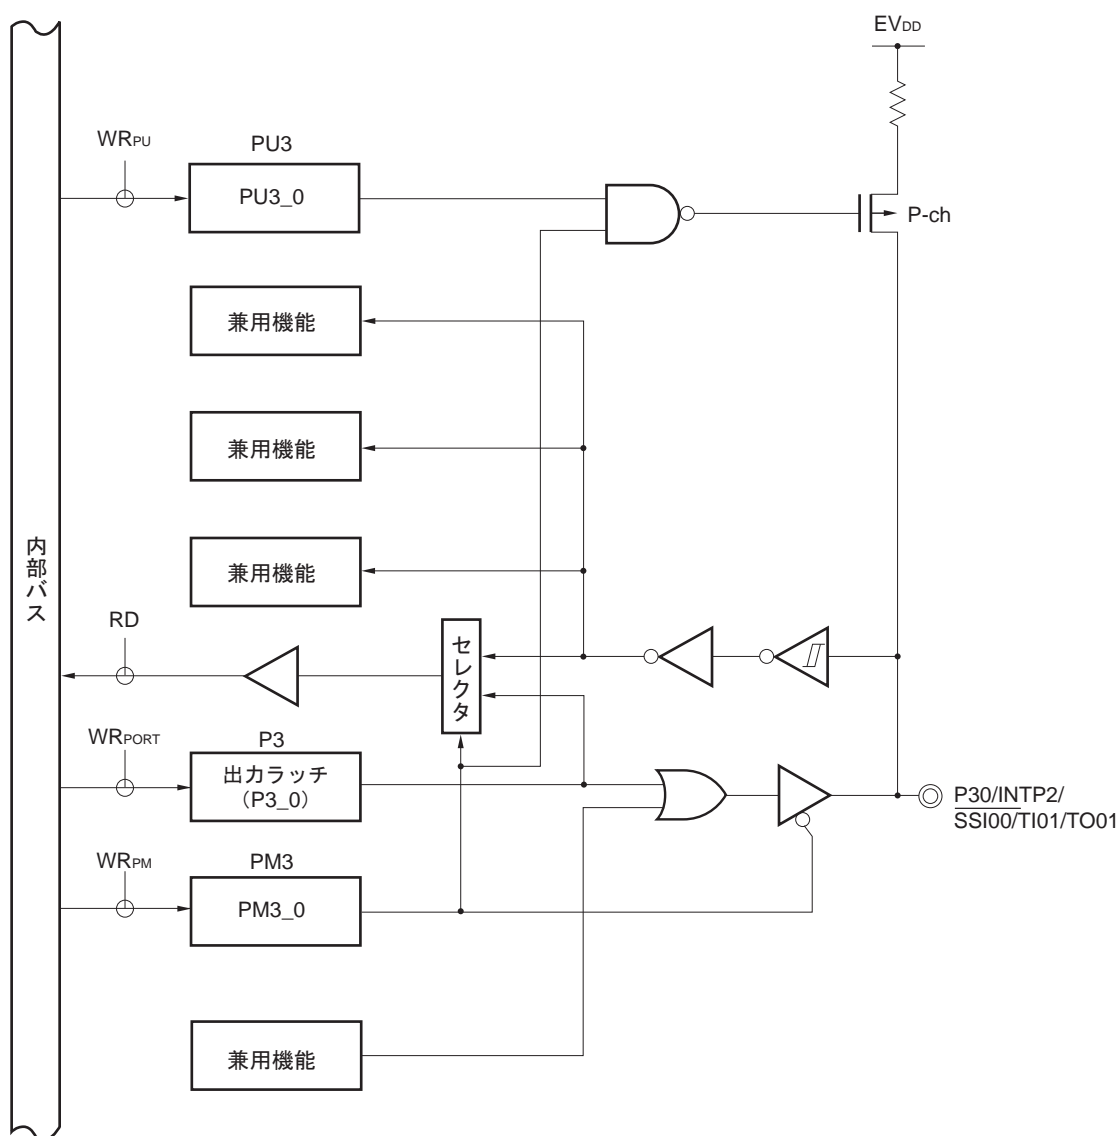 EVDD
WRPU
PU3
PU3_0
P-ch
兼用機能
兼用機能
兼用機能
内部バス
RD
セレクタ
WRPORT
P3
出力ラッチ
（P3_0）
P30/INTP2/
SSI00/TI01/TO01
WRPM
PM3
PM3_0
兼用機能